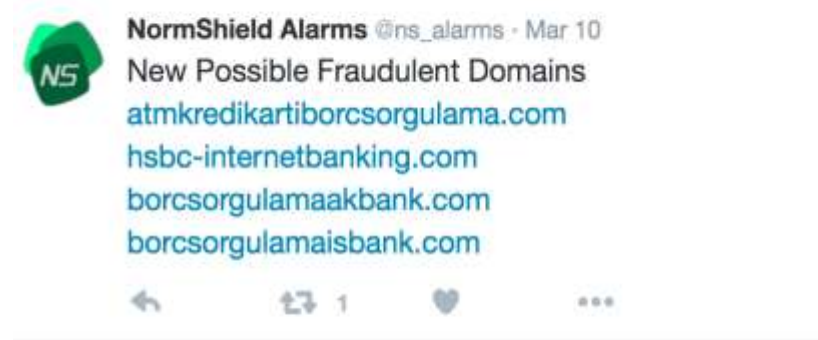 NormShield Alarms @ns_alarms · Mar 10
NS
New Possible Fraudulent Domains
atmkredikartiborcsorgulama.com
hsbc-internetbanking.com
borcsorgulamaakbank.com
borcsorgulamaisbank.com
1